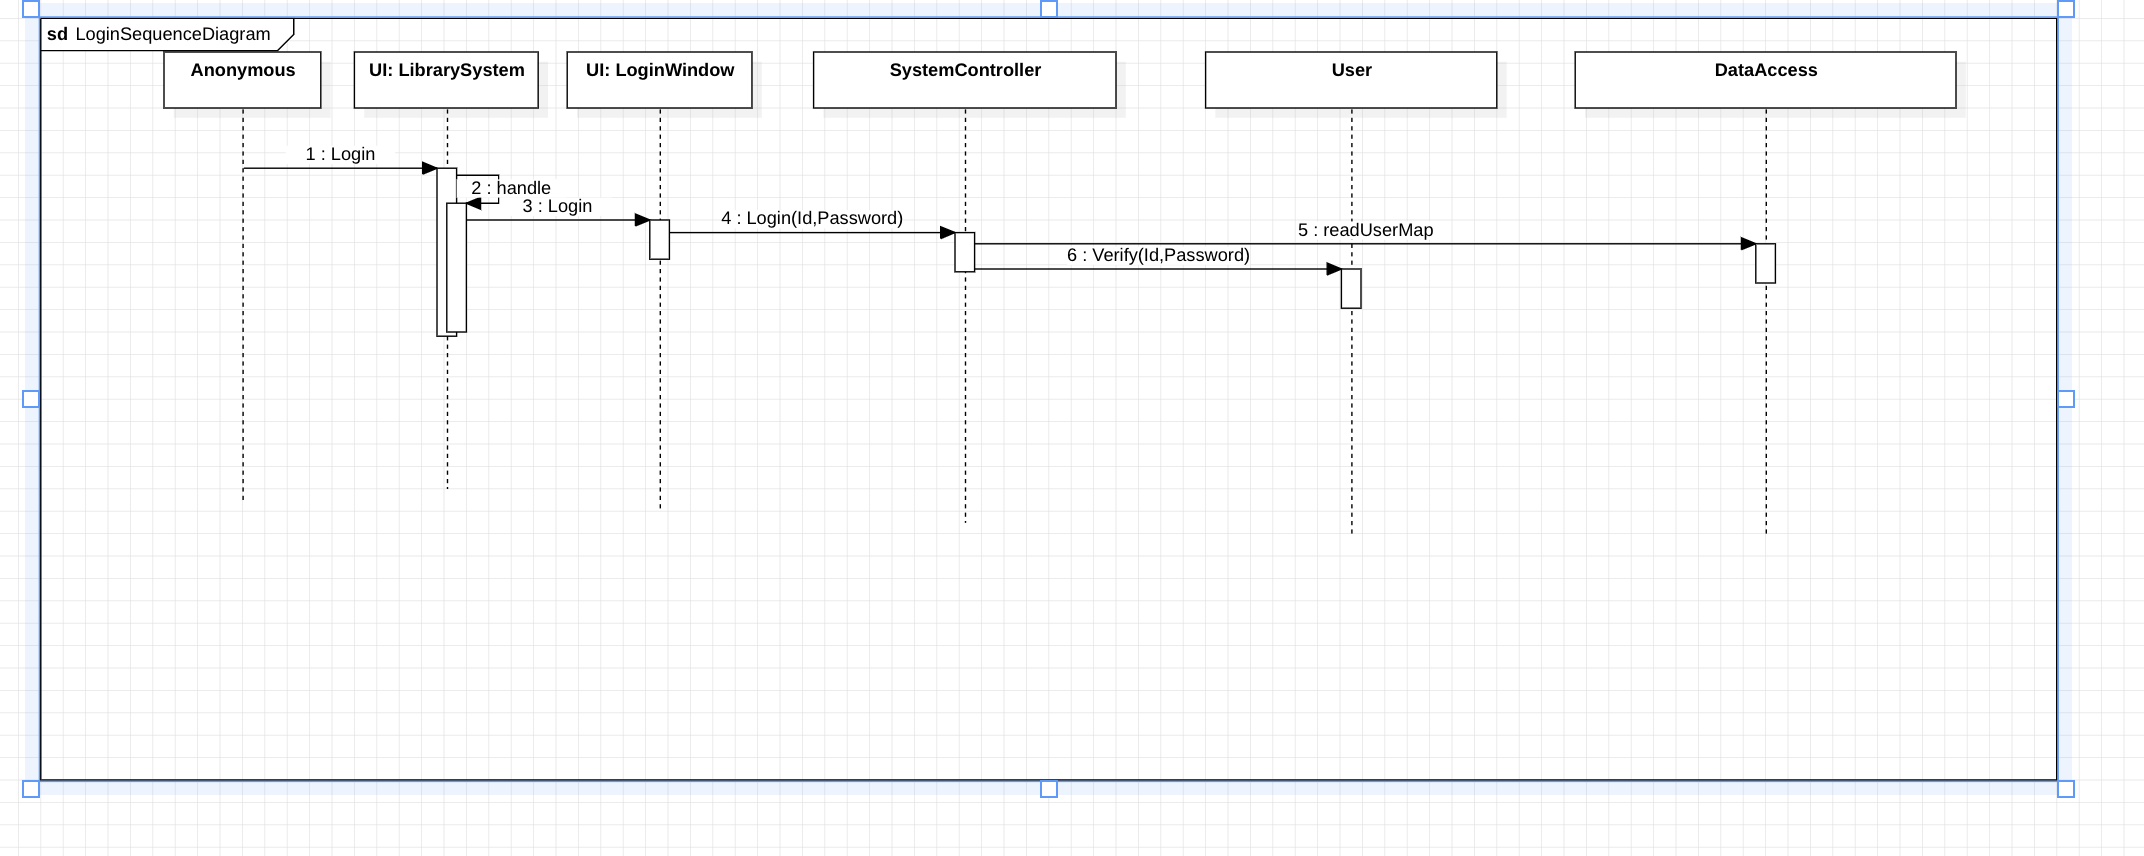 sd LoginSequenceDiagram
Anonymous
UI: LibrarySystem
UI: LoginWindow
SystemController
User
DataAccess
1 : Login
2 : handle
3 : Login
4 : Login(Id,Password)
5 : readUserMap
6 : Verify(Id,Password)